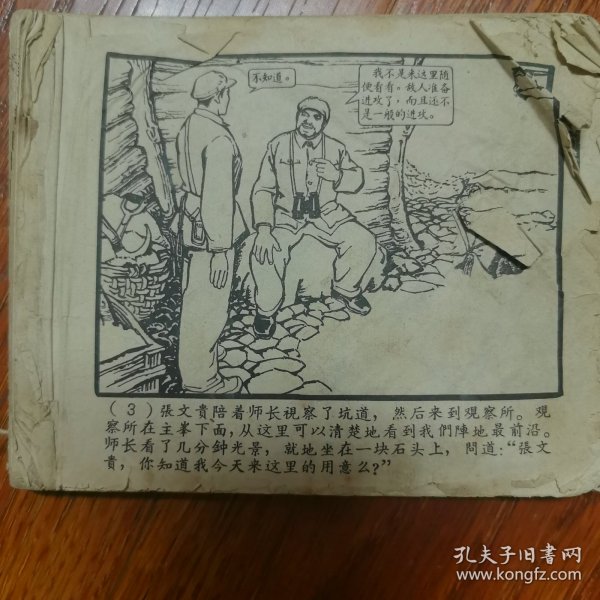 不知道。
我不是来这里随
便看看。敌人准备
进攻了，而且还不
是一般的进攻。
（3）張文貴陪着师长視察了坑道，然后来到观察所。观
察所在主峯下面，从这里可以清楚地看到我們陣地最前沿。
师长看了几分钟光景，就地坐在一块石头上，問道：“張文
貴，你知道我今天来这里的用意么？”
孔夫子旧書网
www.kongfz.com